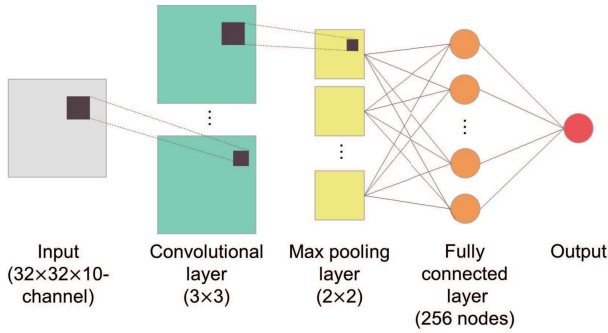 Input
(32×32×10-
channel)
Convolutional
layer
(3×3)
Max pooling
layer
(2×2)
Fully
connected
layer
(256 nodes)
Output